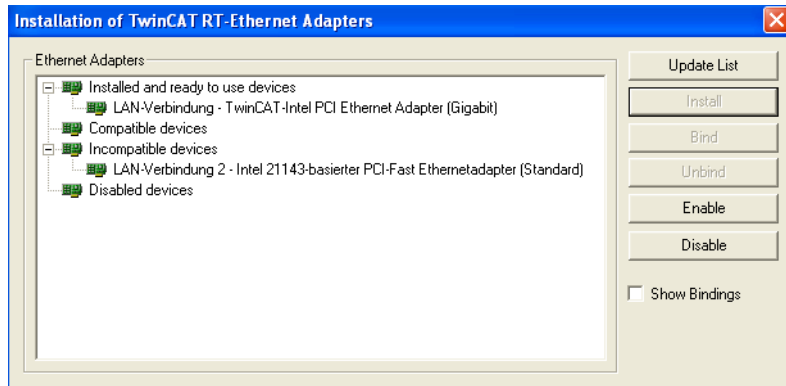 Installation of TwinCAT RT-Ethernet Adapters
Ethernet Adapters
Installed and ready to use devices
LAN-Verbindung - TwinCAT-Intel PCI Ethernet Adapter (Gigabit)
Compatible devices
Incompatible devices
LAN-Verbindung 2 - Intel 21143-basierter PCI-Fast Ethernetadapter (Standard)
Disabled devices
Update List
Install
Bind
Unbind
Enable
Disable
Show Bindings